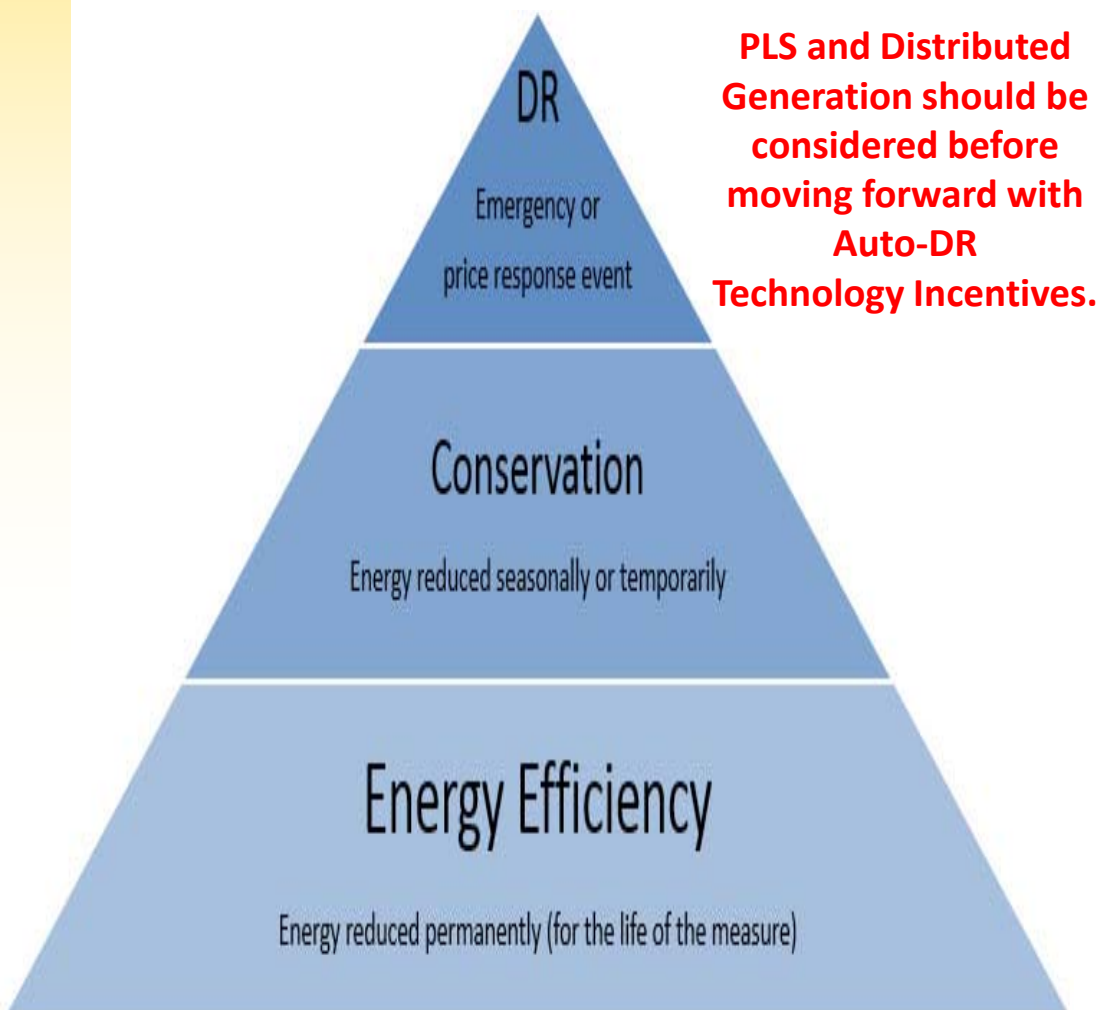 PLS and Distributed
Generation should be
considered before
moving forward with
Auto-DR
Technology Incentives.
DR
Emergency or
price response event
Conservation
Energy reduced seasonally or temporarily
Energy Efficiency
Energy reduced permanently (for the life of the measure)